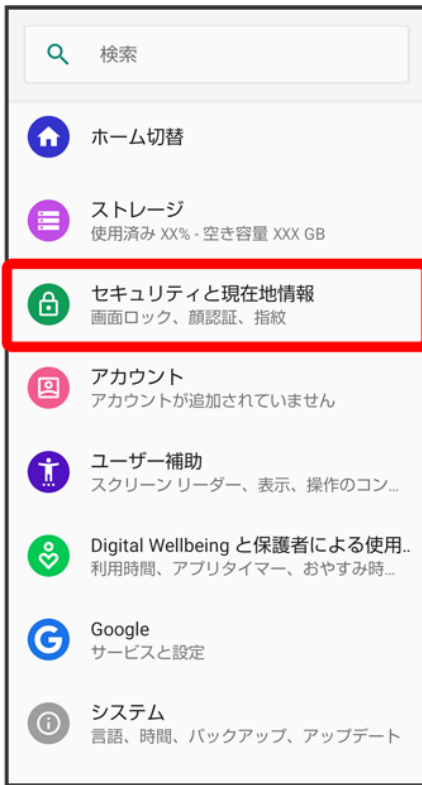 検索
ホーム切替
ストレージ
使用済み XX% - 空き容量 XXX GB
セキュリティと現在地情報
画面ロック、顔認証、指紋
アカウント
アカウントが追加されていません
ユーザー補助
スクリーン リーダー、表示、操作のコン...
Digital Wellbeing と保護者による使用..
利用時間、アプリタイマー、おやすみ時...
Google
サービスと設定
システム
言語、時間、バックアップ、アップデート